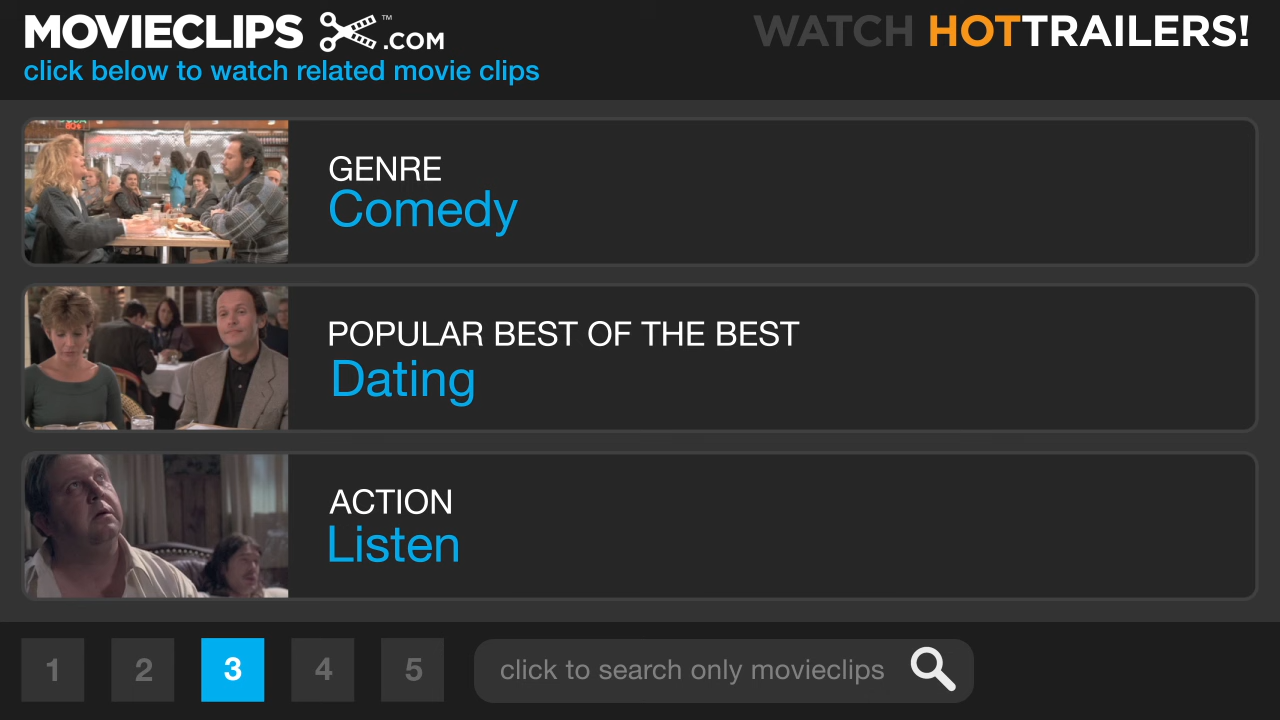 MOVIECLIPS ™ .COM
WATCH HOTTRAILERS!
click below to watch related movie clips
GENRE
Comedy
POPULAR BEST OF THE BEST
Dating
ACTION
Listen
1 2 3 4 5 click to search only movieclips